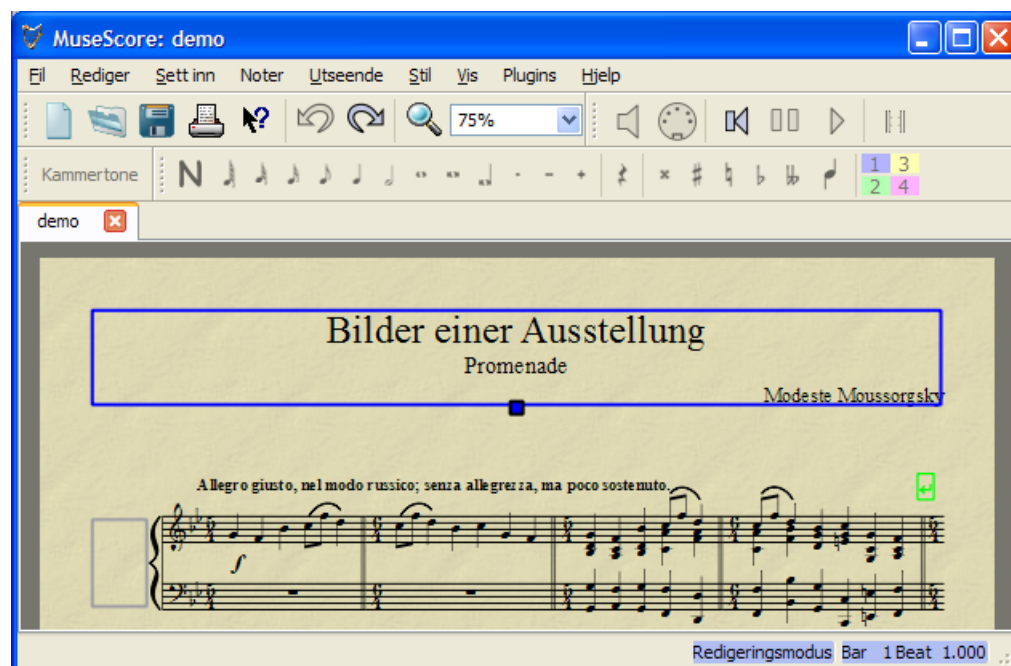 MuseScore: demo
Fil Rediger Sett inn Noter Utseende Stil Vis Plugins Hjelp
75%
Kammertone N 1 3
2 4
demo
Bilder einer Ausstellung
Promenade
Modeste Moussorgsky
Allegro giusto, nel modo russico; senza allegrezza, ma poco sostenuto.
f
Redigeringsmodus Bar 1 Beat 1.000